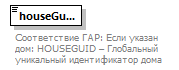 houseGu...
Соответствие ГАР: Если указан
дом: HOUSEGUID – Глобальный
уникальный идентификатор дома